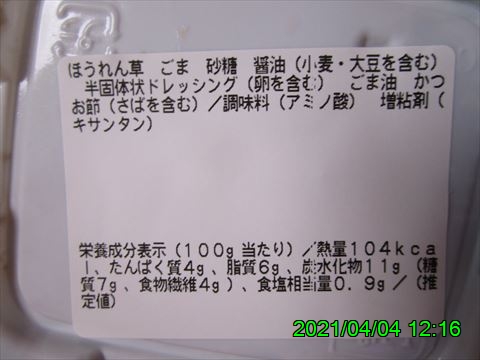 ほうれん草 ごま 砂糖 醤油(小麦・大豆を含む)
半固体状ドレッシング(卵を含む) ごま油 かつ
お節(さばを含む)/調味料(アミノ酸) 増粘剤(
キサンタン)
栄養成分表示(100g当たり)/熱量104kca
l、たんぱく質4g、脂質6g、炭水化物11g(糖
質7g、食物繊維4g)、食塩相当量0.9g/(推
定値)
2021/04/04 12:16